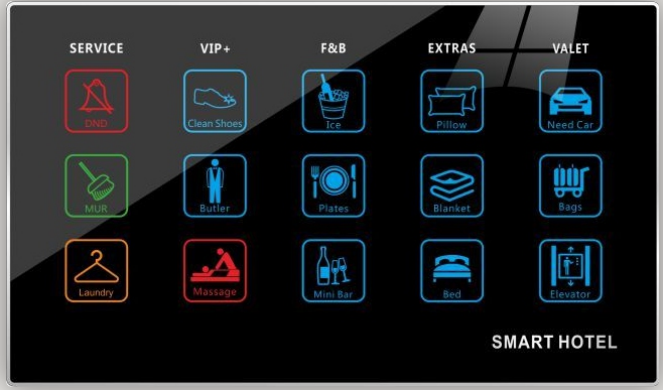 SERVICE VIP+ F&B EXTRAS VALET
DND Clean Shoes Ice Pillow Need Car
MUR Butler Plates Blanket Bags
Laundry Massage Mini Bar Bed Elevator
SMART HOTEL